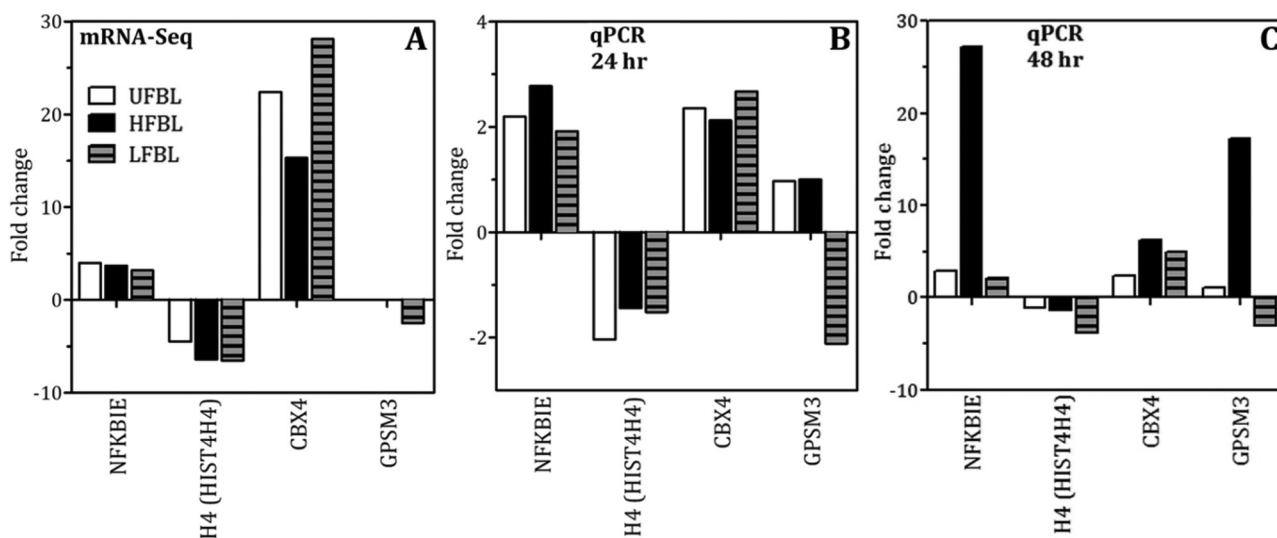 mRNA-Seq
A
UFBL
HFBL
LFBL
Fold change
30
20
10
0
-10
NFKBIE
H4 (HIST4H4)
CBX4
GPSM3
qPCR
24 hr
B
Fold change
4
2
0
-2
NFKBIE
H4 (HIST4H4)
CBX4
GPSM3
qPCR
48 hr
C
Fold change
30
20
10
0
-10
NFKBIE
H4 (HIST4H4)
CBX4
GPSM3